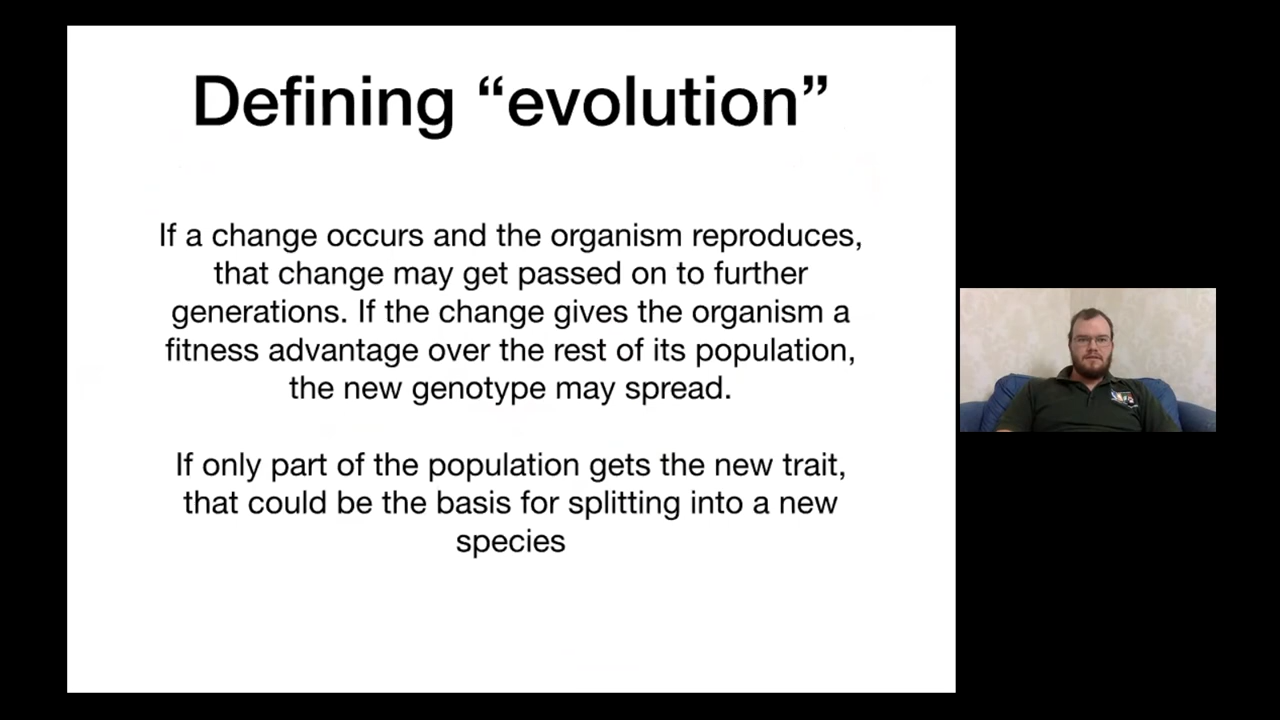 Defining “evolution”
If a change occurs and the organism reproduces,
that change may get passed on to further
generations. If the change gives the organism a
fitness advantage over the rest of its population,
the new genotype may spread.
If only part of the population gets the new trait,
that could be the basis for splitting into a new
species